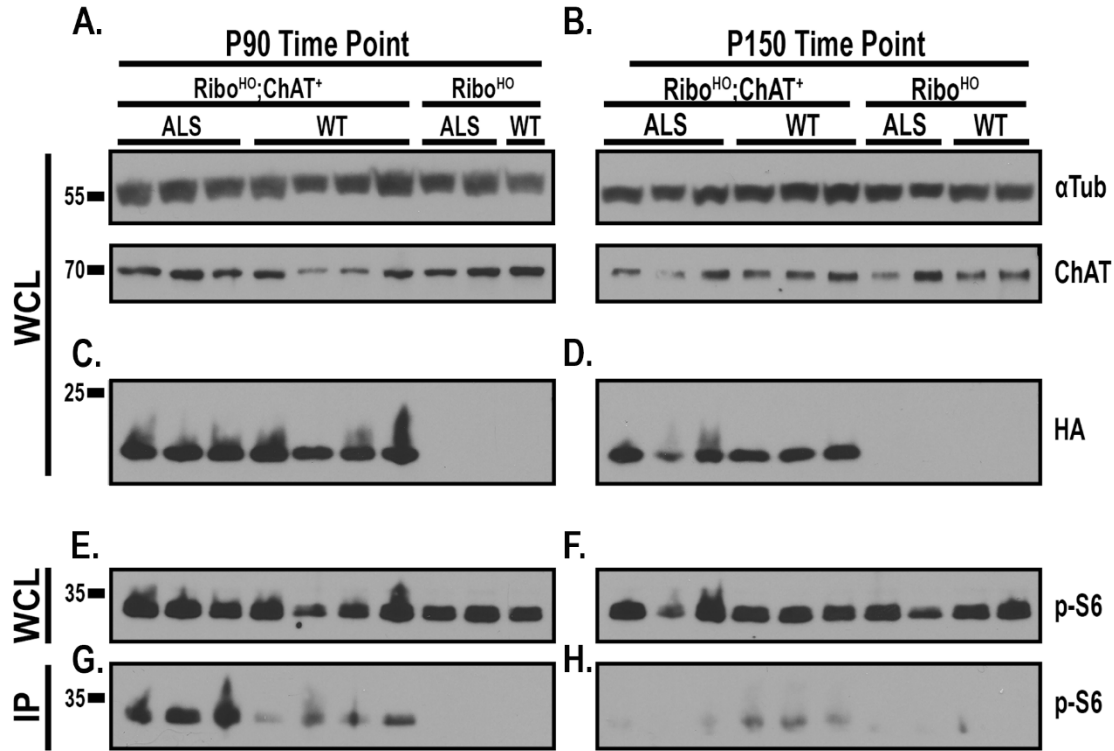 A. B.
P90 Time Point P150 Time Point
Ribo^HO;ChAT^+ Ribo^HO Ribo^HO;ChAT^+ Ribo^HO
ALS WT ALS WT ALS WT ALS WT
55 αTub
70 ChAT
WCL
C. D.
25 HA
E. F.
WCL 35 p-S6
G. H.
IP 35 p-S6